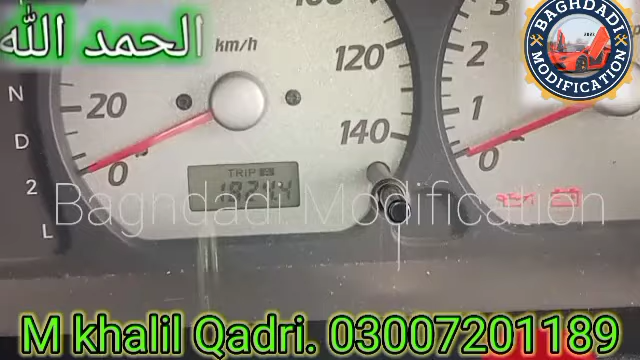 الحمد الله
BAGHDADI
MODIFICATION
km/h
120
140
20
0
3
2
1
0
N
D
2
L
TRIP
Baghdadi Modification
M khalil Qadri. 03007201189